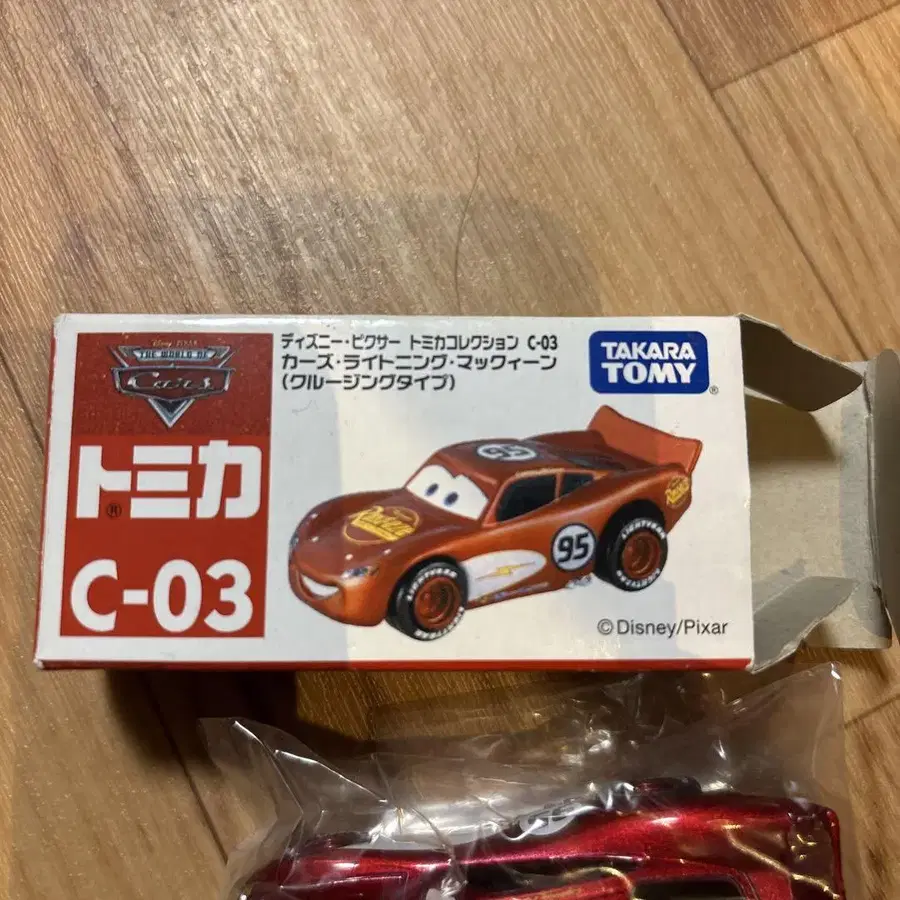 Disney PIXAR
THE WORLD OF
Cars
トミカ®
C-03
ディズニー・ピクサー トミカコレクション C-03
カーズ・ライトニング・マックィーン
(クルージングタイプ)
TAKARA
TOMY®
95
95
LIGHTYEAR
LIGHTYEAR
©Disney/Pixar